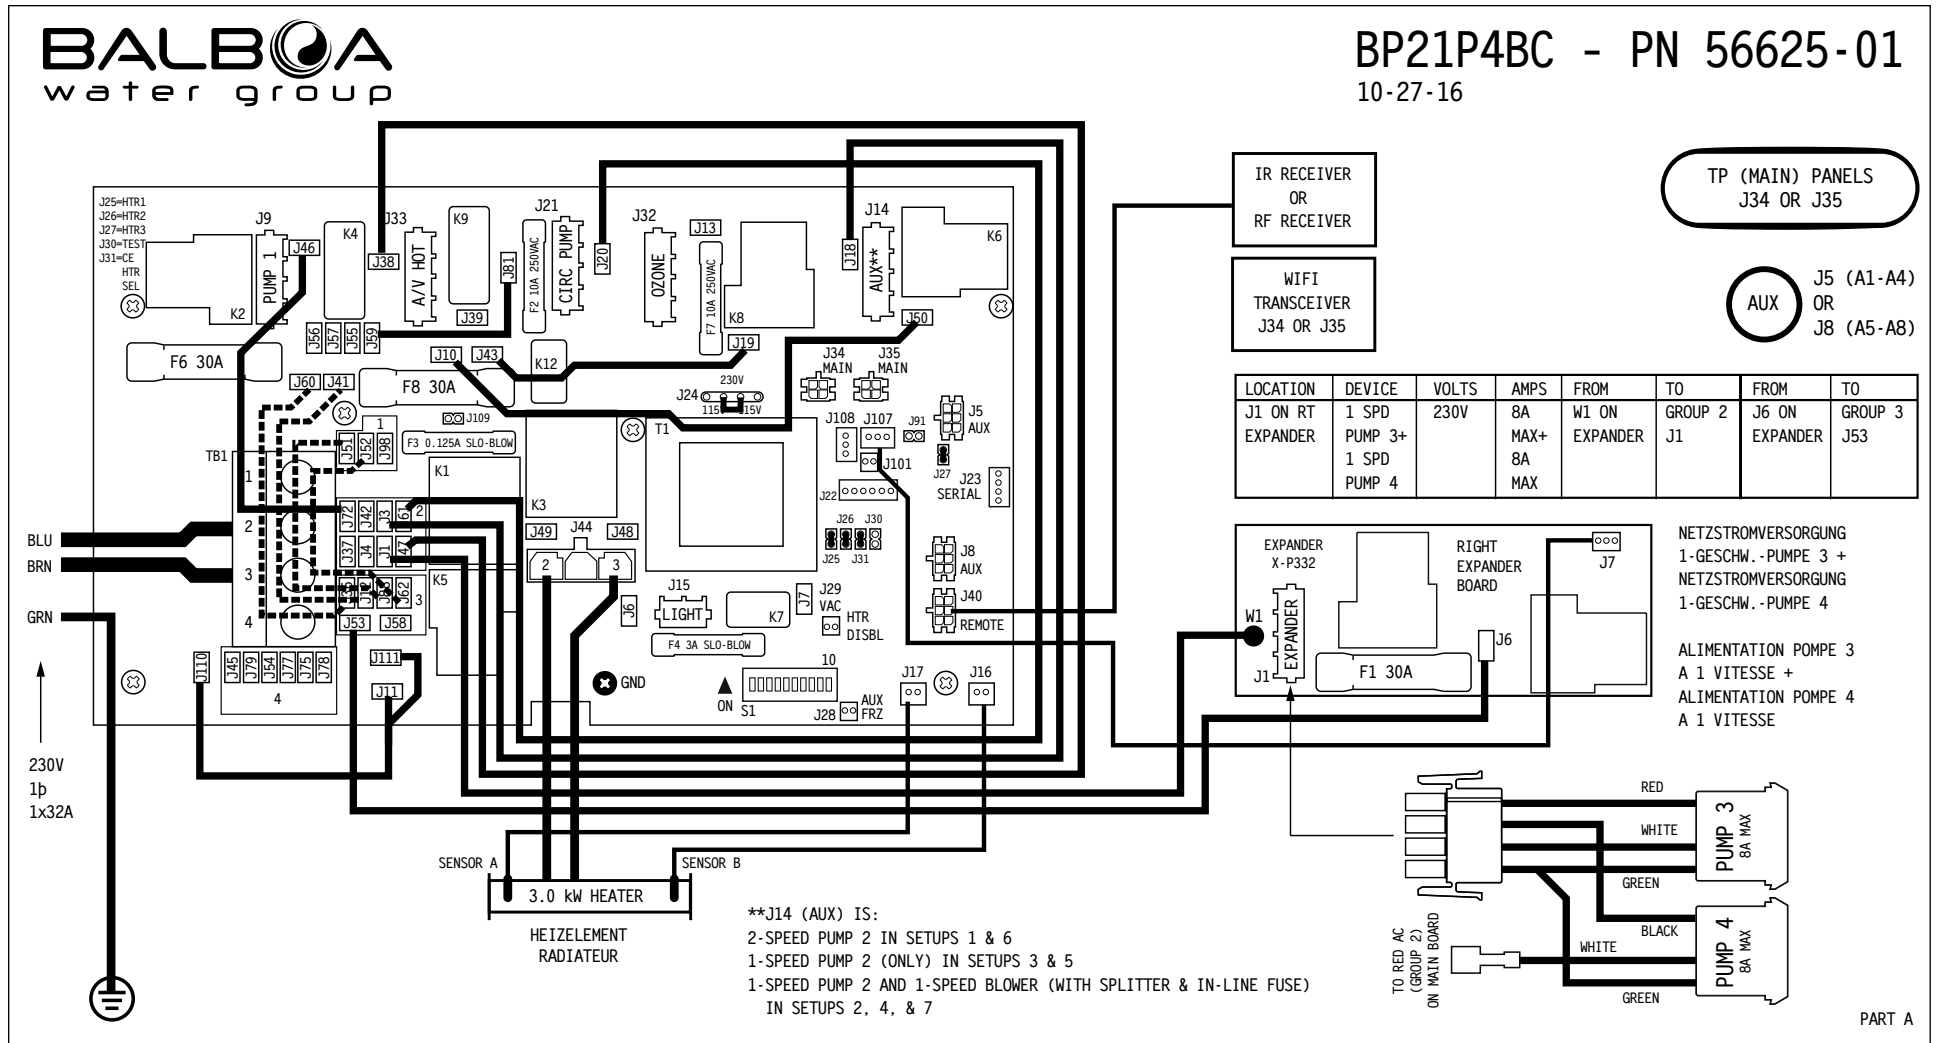 BALBOA
water group
BP21P4BC - PN 56625-01
10-27-16
J25=HTR1
J26=HTR2
J27=HTR3
J30=TEST
J31=CE
HTR
SEL
J9
PUMP 1
K2
J46
K4
J38
J33
A/V HOT
K9
J39
J81
J21
F2 10A 250VAC
CIRC PUMP
J20
J32
OZONE
J13
F7 10A 250VAC
K8
J19
J18
J14
AUX**
K6
J50
J56
J57
J55
J59
F6 30A
J60
J41
F8 30A
J10
J43
K12
J109
F3 0.125A SLO-BLOW
J24
230V
115V
115V
J34
MAIN
J35
MAIN
J5
AUX
J108
J107
J91
J101
J27
J23
SERIAL
J22
J26
J30
J25
J31
J8
AUX
J40
REMOTE
T1
TB1
1
2
3
4
1
J51
J52
J98
J72
J42
J3
J61
2
J37
J4
J1
J47
J62
3
J53
J58
K1
K3
K5
J49
J44
J48
2
3
J6
J15
LIGHT
K7
J7
J29
VAC
HTR
DISBL
F4 3A SLO-BLOW
GND
ON
S1
10
J28
AUX
FRZ
J17
J16
J110
J45
J79
J54
J77
J75
J78
4
J111
J11
BLU
BRN
GRN
230V
1þ
1x32A
SENSOR A
SENSOR B
3.0 kW HEATER
HEIZELEMENT
RADIATEUR
**J14 (AUX) IS:
2-SPEED PUMP 2 IN SETUPS 1 & 6
1-SPEED PUMP 2 (ONLY) IN SETUPS 3 & 5
1-SPEED PUMP 2 AND 1-SPEED BLOWER (WITH SPLITTER & IN-LINE FUSE)
IN SETUPS 2, 4, & 7
IR RECEIVER
OR
RF RECEIVER
WIFI
TRANSCEIVER
J34 OR J35
TP (MAIN) PANELS
J34 OR J35
AUX
J5 (A1-A4)
OR
J8 (A5-A8)
LOCATION DEVICE VOLTS AMPS FROM TO FROM TO
J1 ON RT 1 SPD 230V 8A W1 ON GROUP 2 J6 ON GROUP 3
EXPANDER PUMP 3+ MAX+ EXPANDER J1 EXPANDER J53
1 SPD 8A
PUMP 4 MAX
EXPANDER
X-P332
RIGHT
EXPANDER
BOARD
J7
W1
EXPANDER
J1
F1 30A
J6
NETZSTROMVERSORGUNG
1-GESCHW.-PUMPE 3 +
NETZSTROMVERSORGUNG
1-GESCHW.-PUMPE 4
ALIMENTATION POMPE 3
A 1 VITESSE +
ALIMENTATION POMPE 4
A 1 VITESSE
RED
WHITE
GREEN
PUMP 3
8A MAX
BLACK
WHITE
GREEN
PUMP 4
8A MAX
TO RED AC
(GROUP 2)
ON MAIN BOARD
PART A